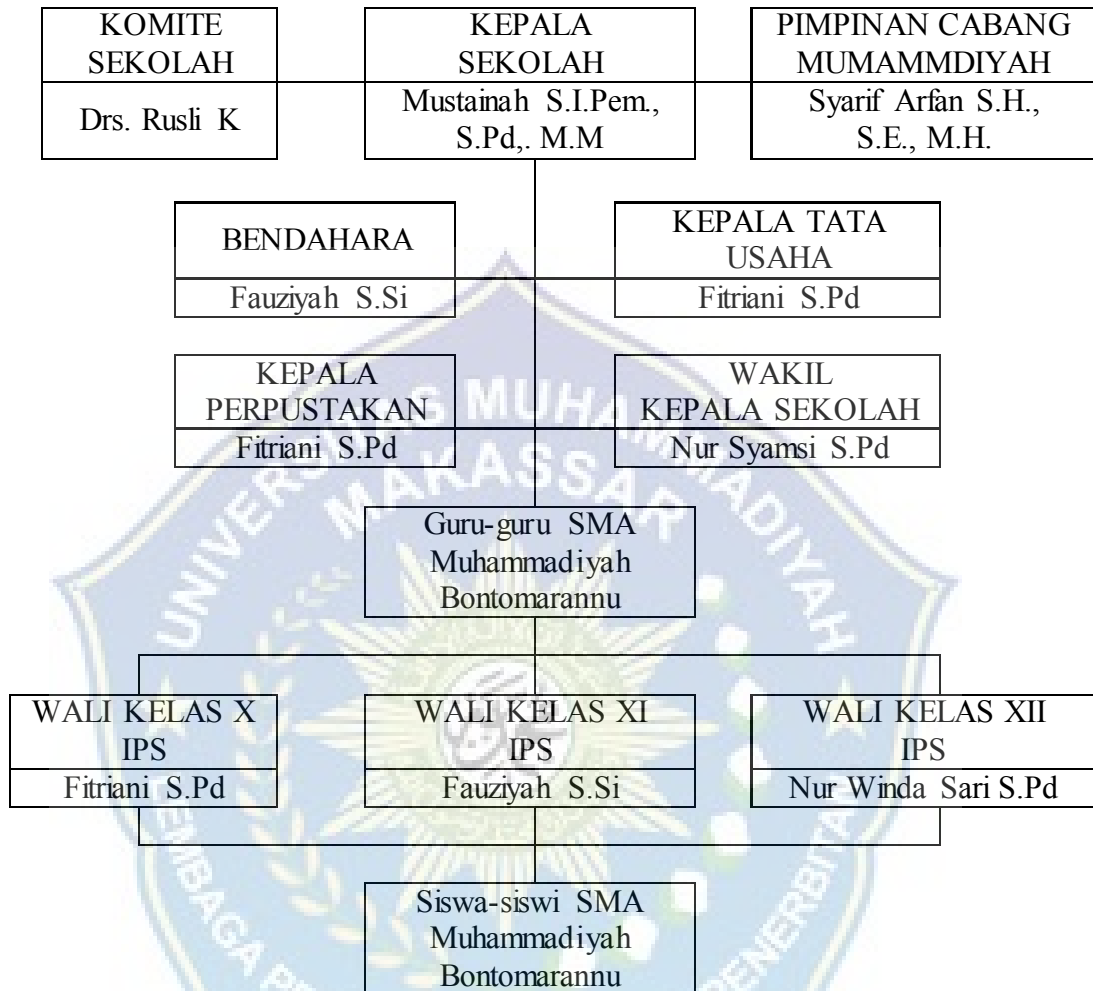 KOMITE
SEKOLAH
Drs. Rusli K
KEPALA
SEKOLAH
Mustainah S.I.Pem.,
S.Pd,. M.M
PIMPINAN CABANG
MUMAMMDIYAH
Syarif Arfan S.H.,
S.E., M.H.
BENDAHARA
Fauziyah S.Si
KEPALA TATA
USAHA
Fitriani S.Pd
KEPALA
PERPUSTAKAN
Fitriani S.Pd
WAKIL
KEPALA SEKOLAH
Nur Syamsi S.Pd
UNIVERSITAS MUHAMMADIYAH
MAKASSAR
Guru-guru SMA
Muhammadiyah
Bontomarannu
WALI KELAS X
IPS
Fitriani S.Pd
WALI KELAS XI
IPS
Fauziyah S.Si
WALI KELAS XII
IPS
Nur Winda Sari S.Pd
Siswa-siswi SMA
Muhammadiyah
Bontomarannu